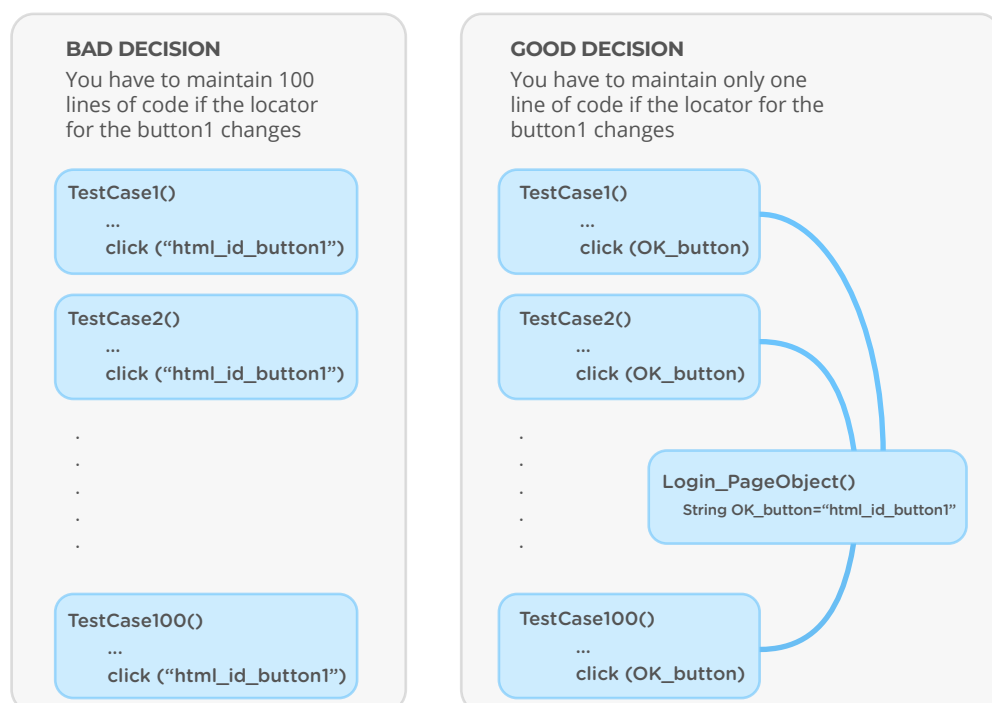 BAD DECISION
You have to maintain 100
lines of code if the locator
for the button1 changes
TestCase1()
...
click (“html_id_button1”)
TestCase2()
...
click (“html_id_button1”)
.
.
.
.
.
TestCase100()
...
click (“html_id_button1”)
GOOD DECISION
You have to maintain only one
line of code if the locator for the
button1 changes
TestCase1()
...
click (OK_button)
TestCase2()
...
click (OK_button)
.
.
.
.
.
Login_PageObject()
String OK_button=“html_id_button1”
TestCase100()
...
click (OK_button)